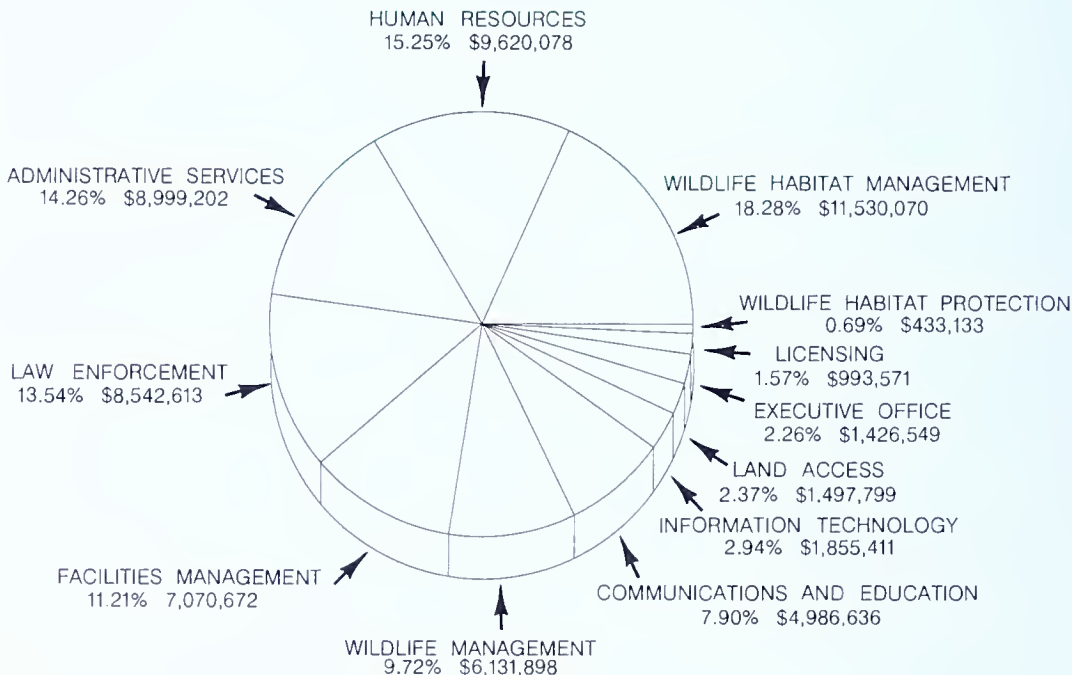 HUMAN RESOURCES
15.25% $9,620,078
ADMINISTRATIVE SERVICES
14.26% $8,999,202
WILDLIFE HABITAT MANAGEMENT
18.28% $11,530,070
WILDLIFE HABITAT PROTECTION
0.69% $433,133
LICENSING
1.57% $993,571
LAW ENFORCEMENT
13.54% $8,542,613
EXECUTIVE OFFICE
2.26% $1,426,549
LAND ACCESS
2.37% $1,497,799
INFORMATION TECHNOLOGY
2.94% $1,855,411
FACILITIES MANAGEMENT
11.21% 7,070,672
COMMUNICATIONS AND EDUCATION
7.90% $4,986,636
WILDLIFE MANAGEMENT
9.72% $6,131,898